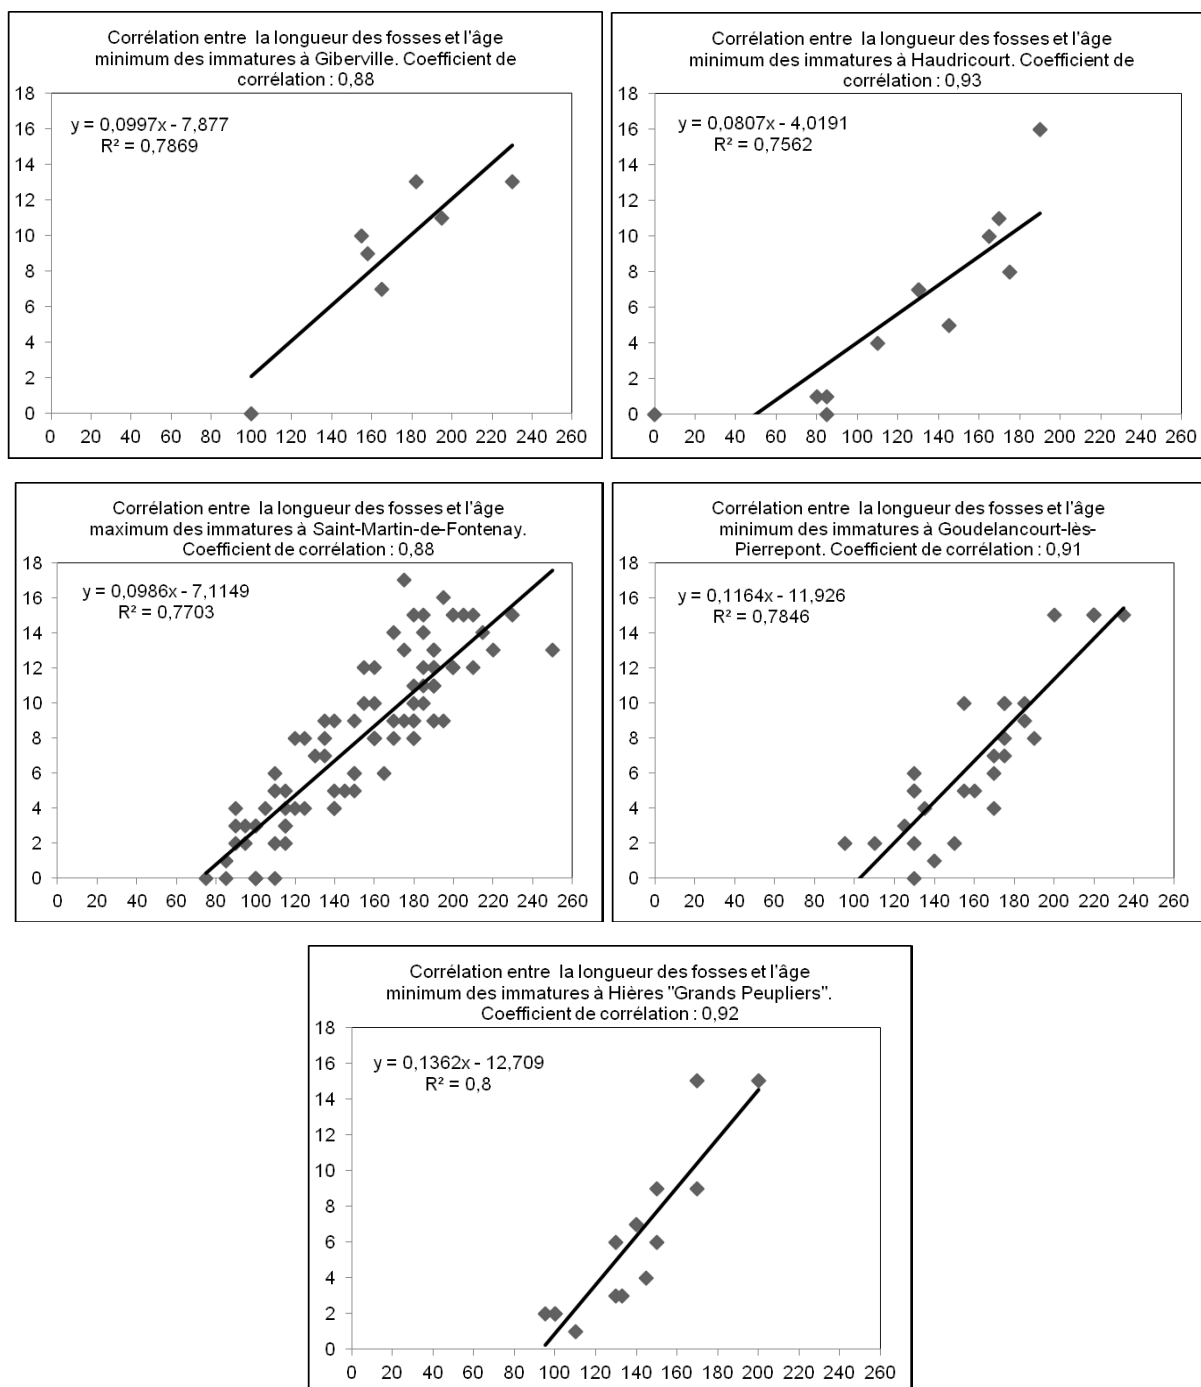 Corrélation entre la longueur des fosses et l'âge
minimum des immatures à Giberville. Coefficient de
corrélation : 0,88
y = 0,0997x - 7,877
R² = 0,7869
18
16
14
12
10
8
6
4
2
0
0 20 40 60 80 100 120 140 160 180 200 220 240 260
Corrélation entre la longueur des fosses et l'âge
minimum des immatures à Haudricourt. Coefficient de
corrélation : 0,93
y = 0,0807x - 4,0191
R² = 0,7562
18
16
14
12
10
8
6
4
2
0
0 20 40 60 80 100 120 140 160 180 200 220 240 260
Corrélation entre la longueur des fosses et l'âge
maximum des immatures à Saint-Martin-de-Fontenay.
Coefficient de corrélation : 0,88
y = 0,0986x - 7,1149
R² = 0,7703
18
16
14
12
10
8
6
4
2
0
0 20 40 60 80 100 120 140 160 180 200 220 240 260
Corrélation entre la longueur des fosses et l'âge
minimum des immatures à Goudelancourt-lès-
Pierrepont. Coefficient de corrélation : 0,91
y = 0,1164x - 11,926
R² = 0,7846
18
16
14
12
10
8
6
4
2
0
0 20 40 60 80 100 120 140 160 180 200 220 240 260
Corrélation entre la longueur des fosses et l'âge
minimum des immatures à Hières "Grands Peupliers".
Coefficient de corrélation : 0,92
y = 0,1362x - 12,709
R² = 0,8
18
16
14
12
10
8
6
4
2
0
0 20 40 60 80 100 120 140 160 180 200 220 240 260